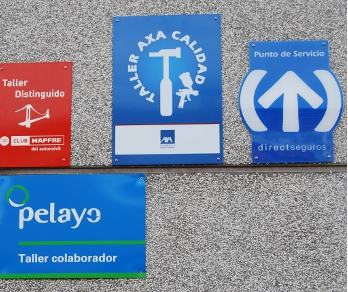 Taller
Distinguido
CLUB MAPFRE
del automóvil
TALLER AXA CALIDAD
AXA
Punto de Servicio
directseguros
pelayo
Taller colaborador